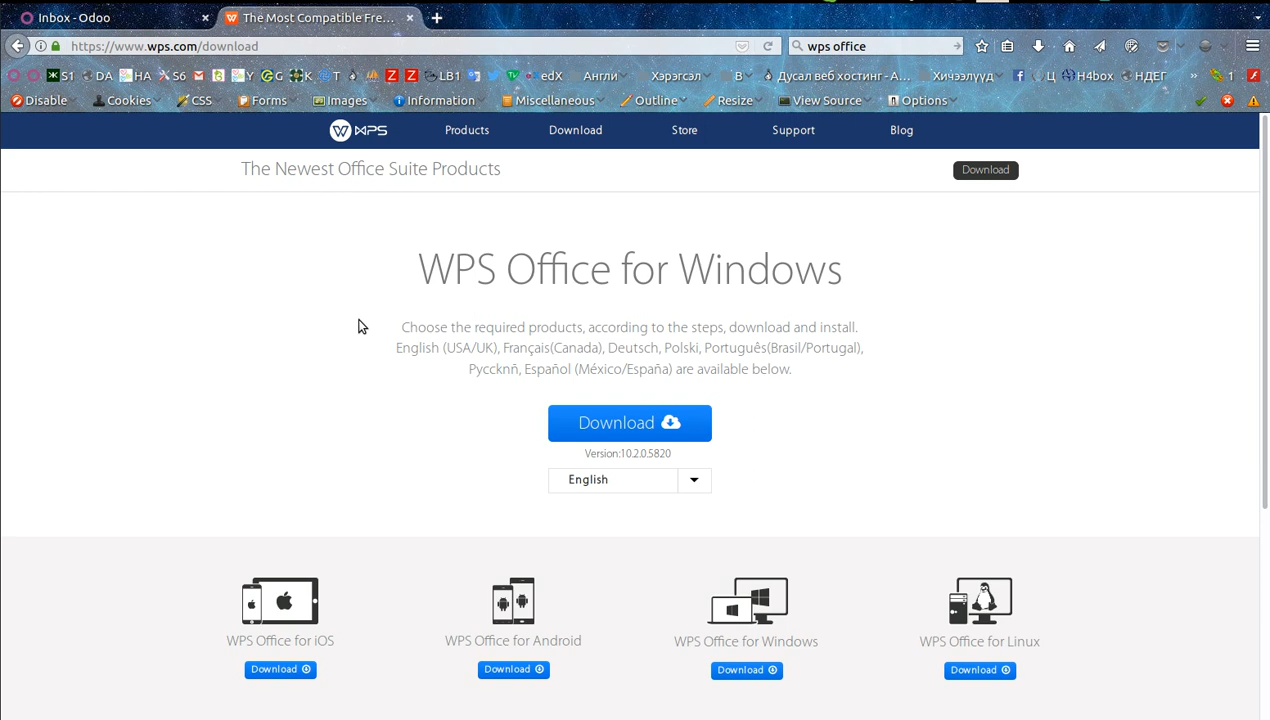 Inbox - Odoo
The Most Compatible Fre...
https://www.wps.com/download
wps office
S1 DA HA S6 Y G K T Z Z LB1 edX Англи Хэрэгсэл В Дусал веб хостинг - А... Хичээлүүд Ц H4box НДЕГ » 1
Disable Cookies CSS Forms Images Information Miscellaneous Outline Resize View Source Options
WPS Products Download Store Support Blog
The Newest Office Suite Products
Download
WPS Office for Windows
Choose the required products, according to the steps, download and install.
English (USA/UK), Français(Canada), Deutsch, Polski, Português(Brasil/Portugal),
Русскпñ, Español (México/España) are available below.
Download
Version:10.2.0.5820
English
WPS Office for iOS
Download
WPS Office for Android
Download
WPS Office for Windows
Download
WPS Office for Linux
Download